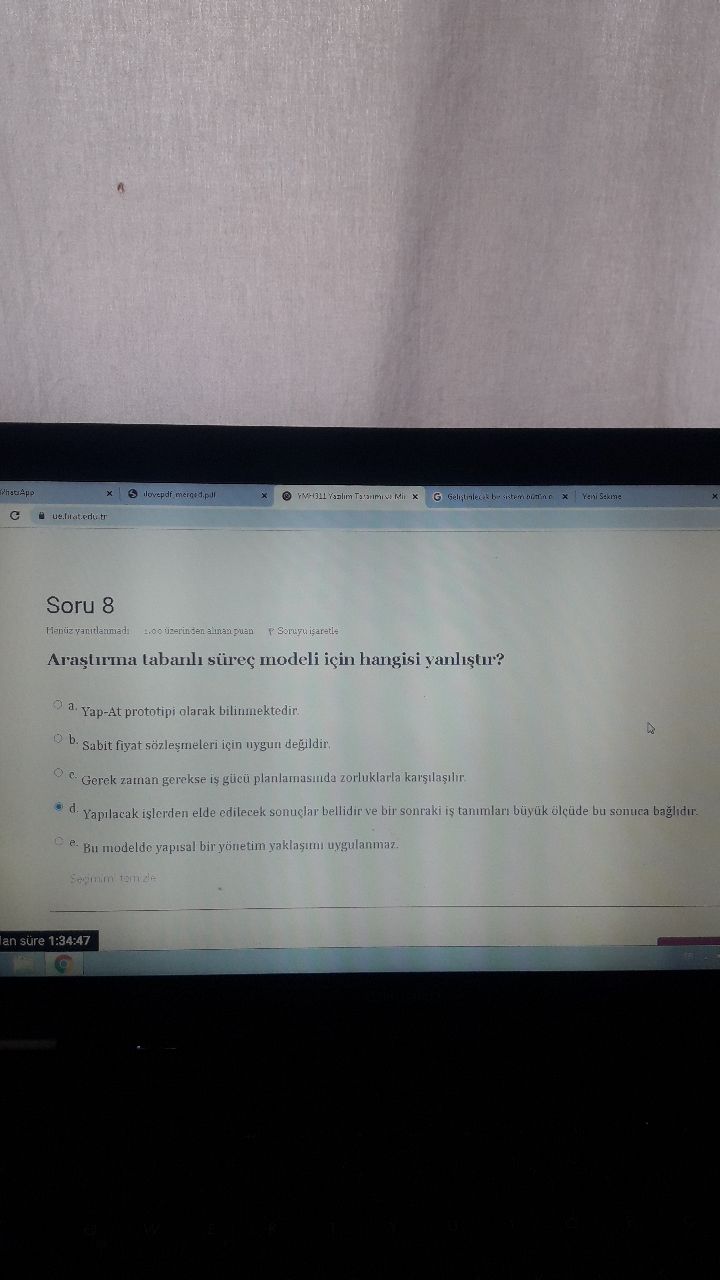 WhatsApp
ilovepdf_merged.pdf
YMH311 Yazılım Tasarımı ve Mi
Geliştirilecek bir sistem bütün o
Yeni Sekme
ue.firat.edu.tr
Soru 8
Henüz yanıtlanmadı 1,00 üzerinden alınan puan Soruyu işaretle
Araştırma tabanlı süreç modeli için hangisi yanlıştır?
a. Yap-At prototipi olarak bilinmektedir.
b. Sabit fiyat sözleşmeleri için uygun değildir.
c. Gerek zaman gerekse iş gücü planlamasında zorluklarla karşılaşılır.
d. Yapılacak işlerden elde edilecek sonuçlar bellidir ve bir sonraki iş tanımları büyük ölçüde bu sonuca bağlıdır.
e. Bu modelde yapısal bir yönetim yaklaşımı uygulanmaz.
Seçimimi temizle
lan süre 1:34:47